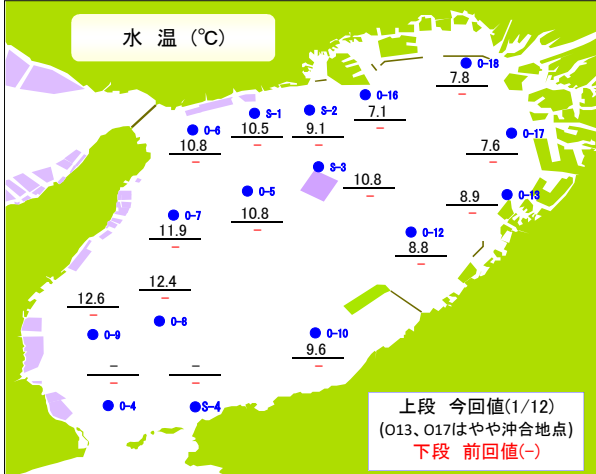 水 温 (℃)
O-18
7.8
−
O-16
7.1
−
S-1
10.5
−
S-2
9.1
−
O-6
10.8
−
O-17
7.6
−
S-3
10.8
−
O-5
10.8
−
O-13
8.9
−
O-7
11.9
−
O-12
8.8
−
12.4
−
O-8
12.6
−
O-9
O-10
9.6
−
−
−
O-4
−
−
S-4
上段 今回値(1/12)
(O13、O17はやや沖合地点)
下段 前回値(−)